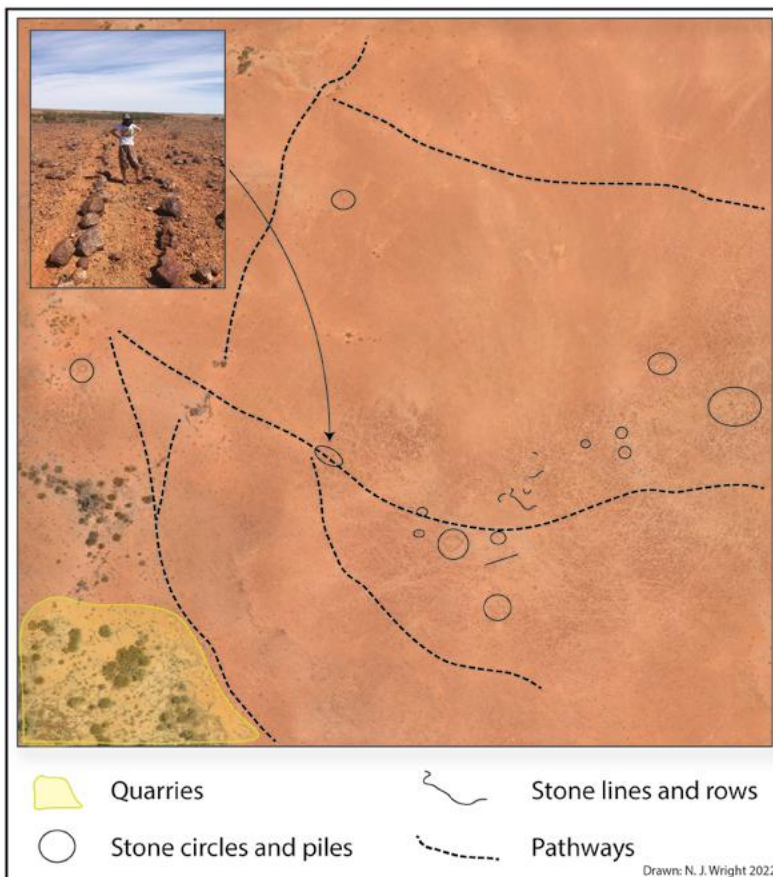 Quarries
Stone lines and rows
Stone circles and piles
Pathways
Drawn: N. J. Wright 2022